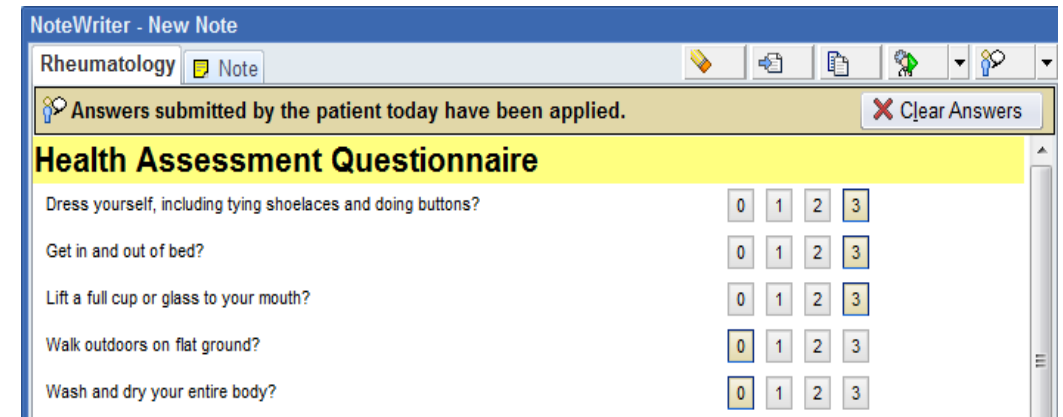 NoteWriter - New Note
Rheumatology Note
Answers submitted by the patient today have been applied. Clear Answers
Health Assessment Questionnaire
Dress yourself, including tying shoelaces and doing buttons? 0 1 2 3
Get in and out of bed? 0 1 2 3
Lift a full cup or glass to your mouth? 0 1 2 3
Walk outdoors on flat ground? 0 1 2 3
Wash and dry your entire body? 0 1 2 3